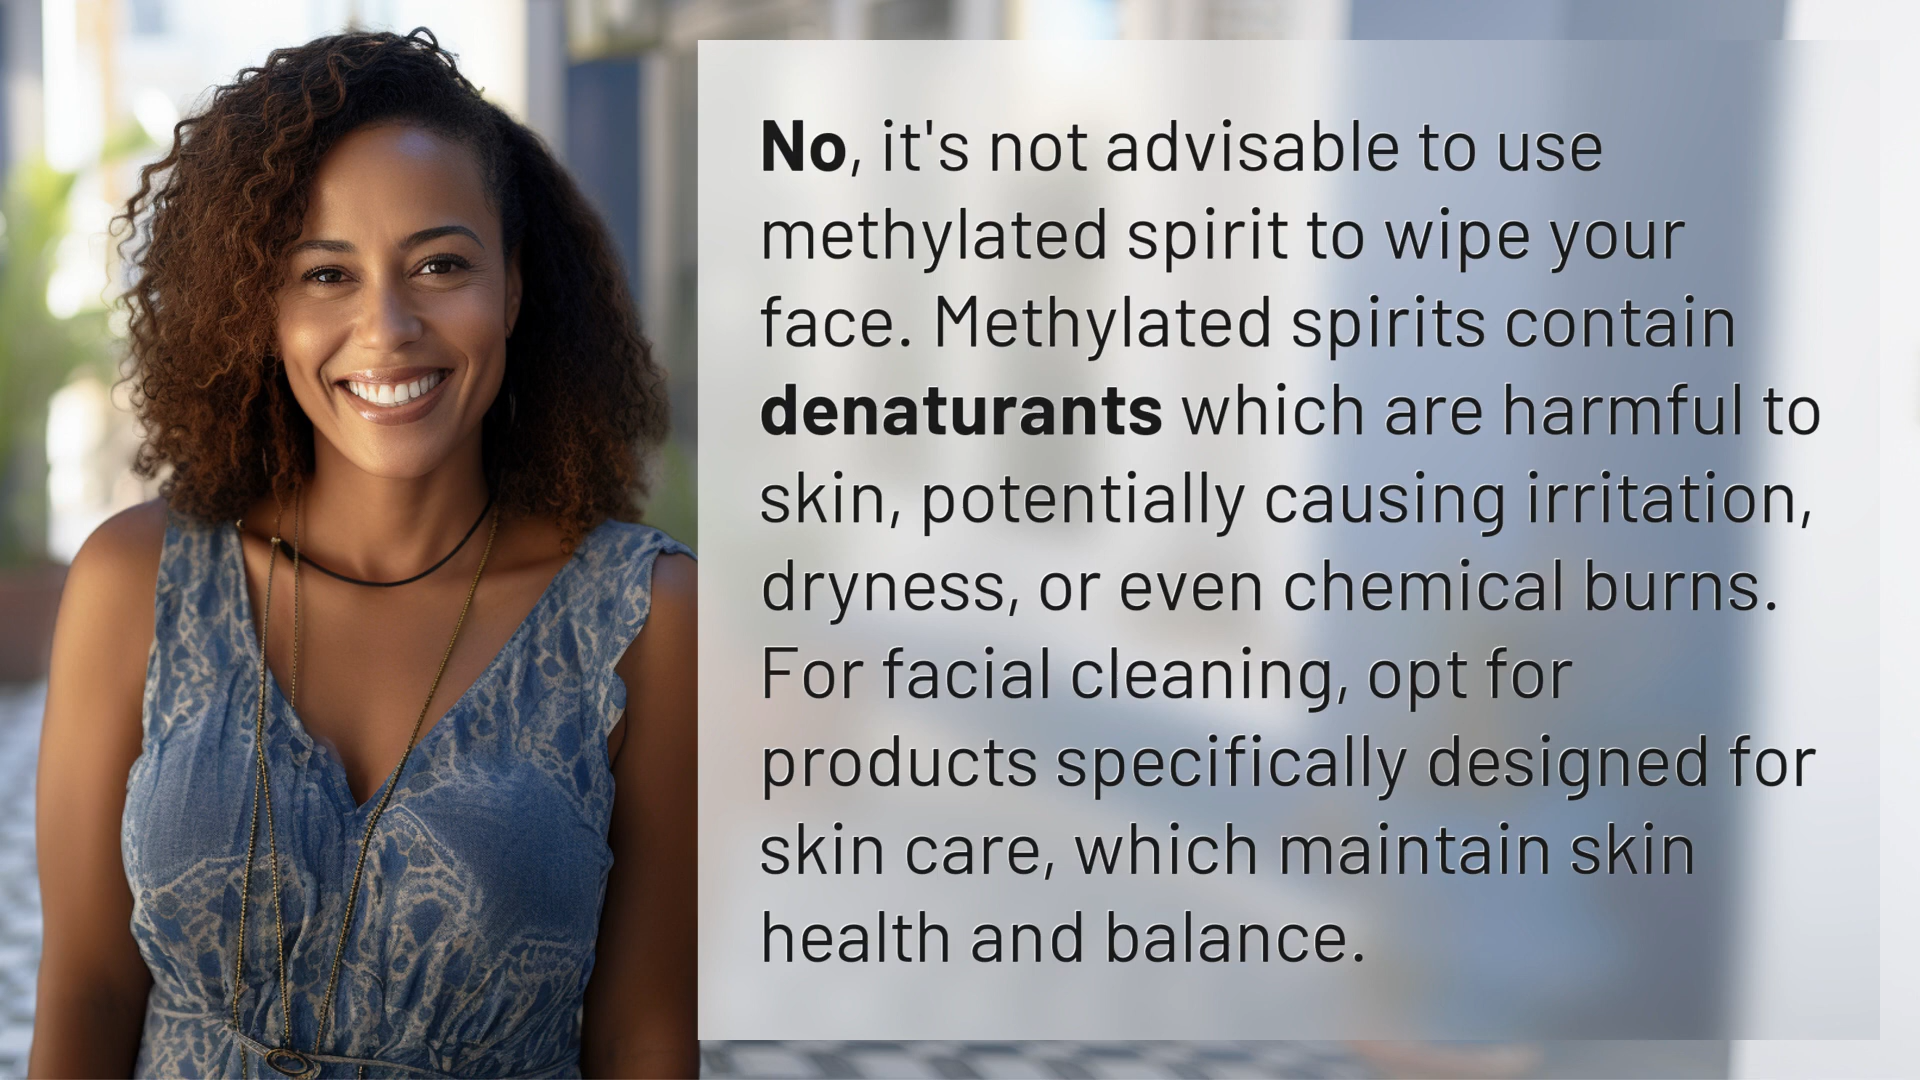 No, it's not advisable to use
methylated spirit to wipe your
face. Methylated spirits contain
denaturants which are harmful to
skin, potentially causing irritation,
dryness, or even chemical burns.
For facial cleaning, opt for
products specifically designed for
skin care, which maintain skin
health and balance.